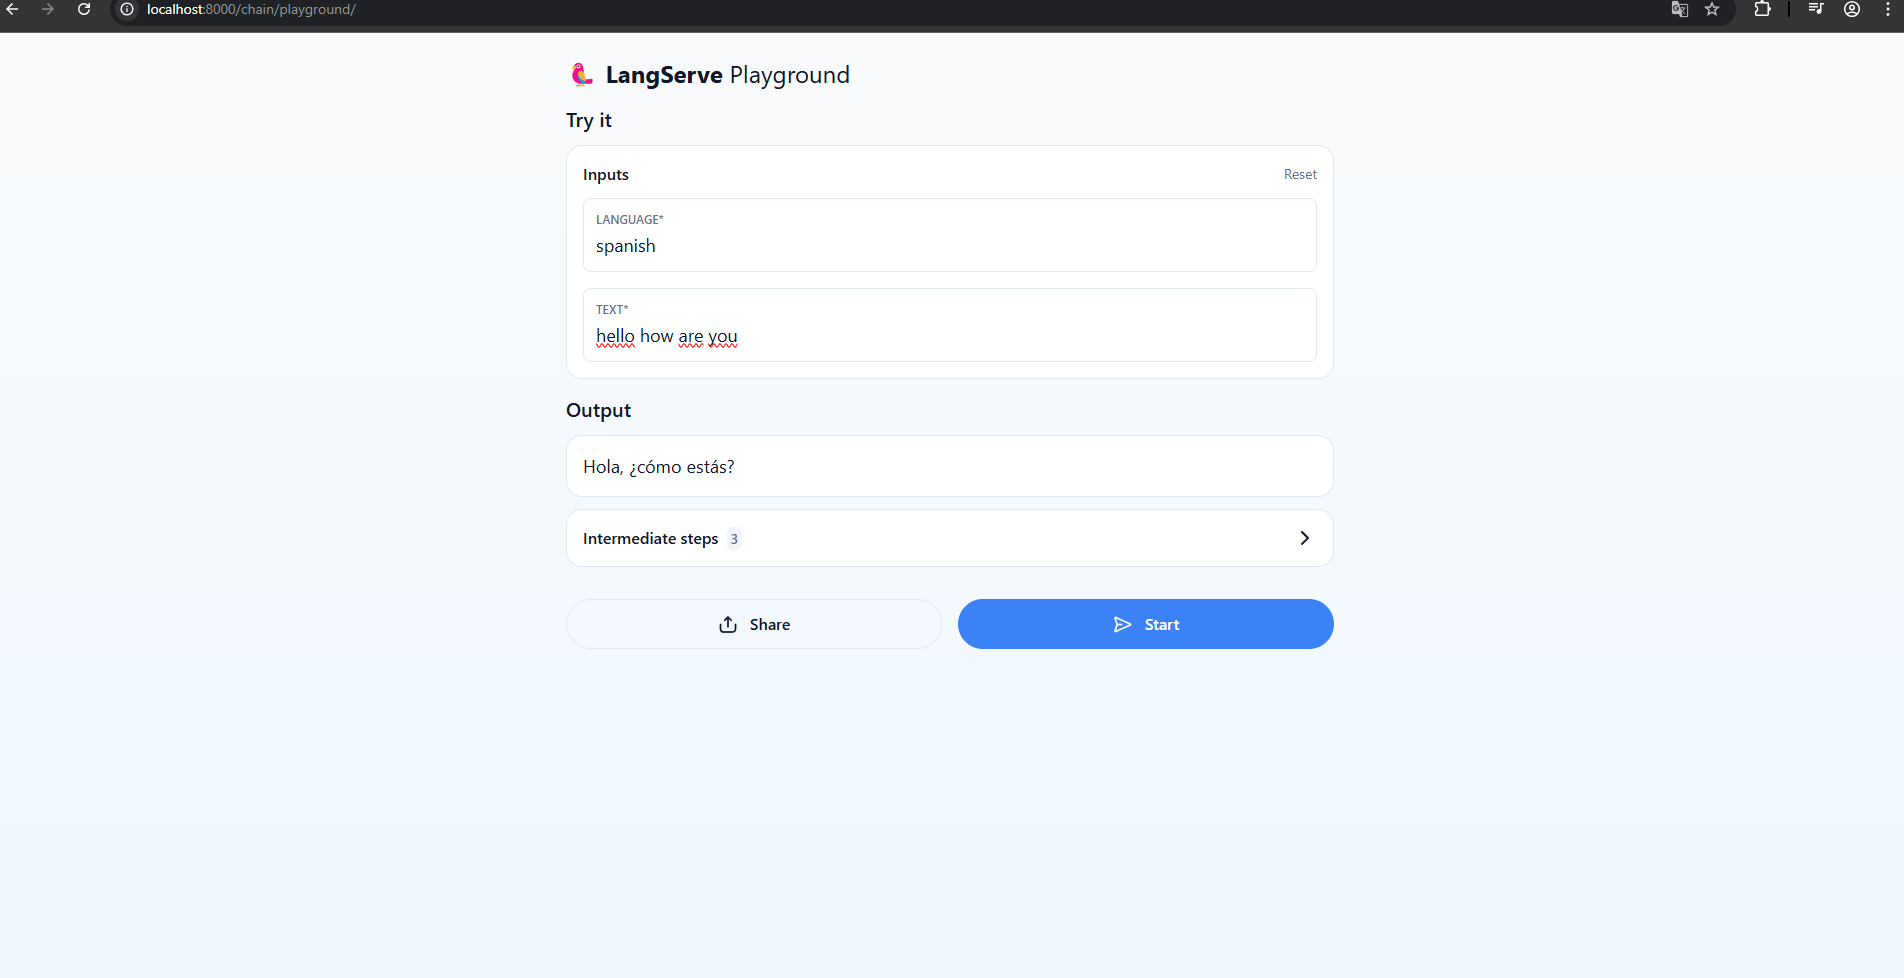 localhost:8000/chain/playground/
LangServe Playground
Try it
Inputs
Reset
LANGUAGE*
spanish
TEXT*
hello how are you
Output
Hola, ¿cómo estás?
Intermediate steps 3
Share
Start